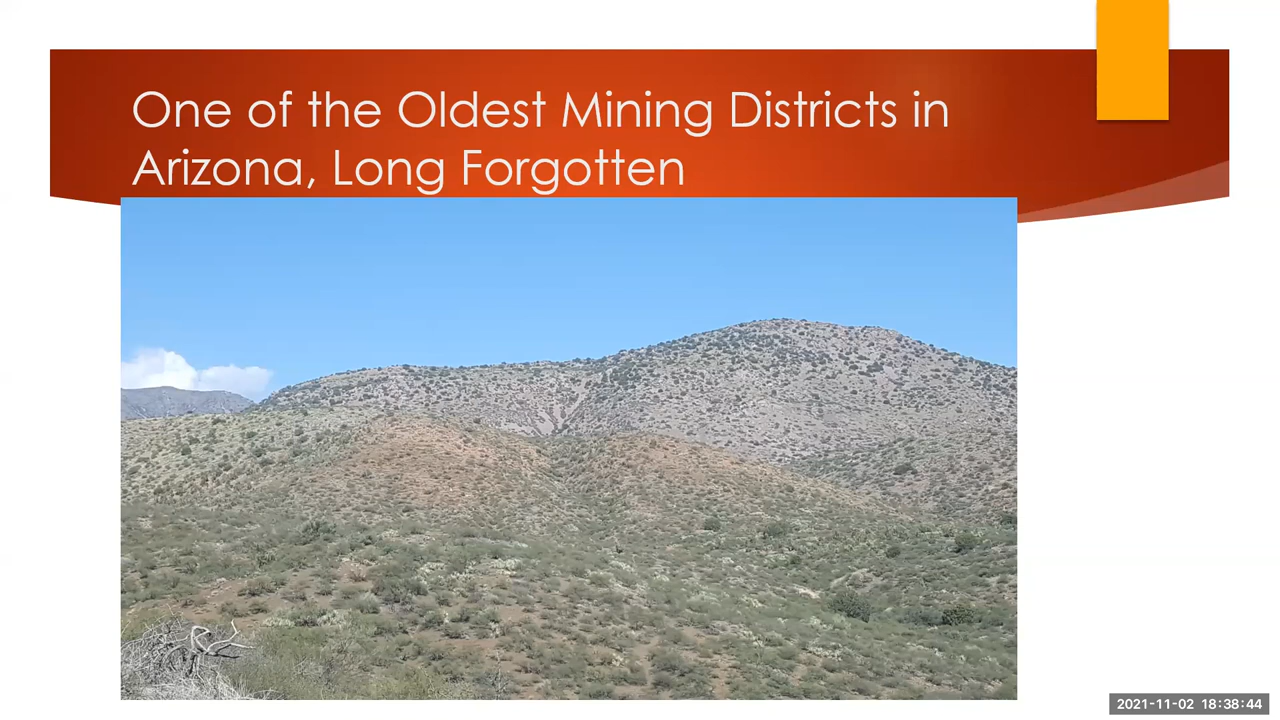 One of the Oldest Mining Districts in
Arizona, Long Forgotten
2021-11-02 18:38:44